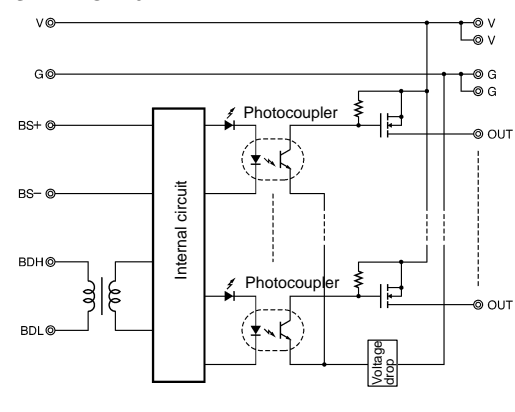 V V
V
G G
G
Photocoupler
BS+
OUT
BS−
Internal circuit
BDH
Photocoupler
OUT
BDL
Voltage
drop